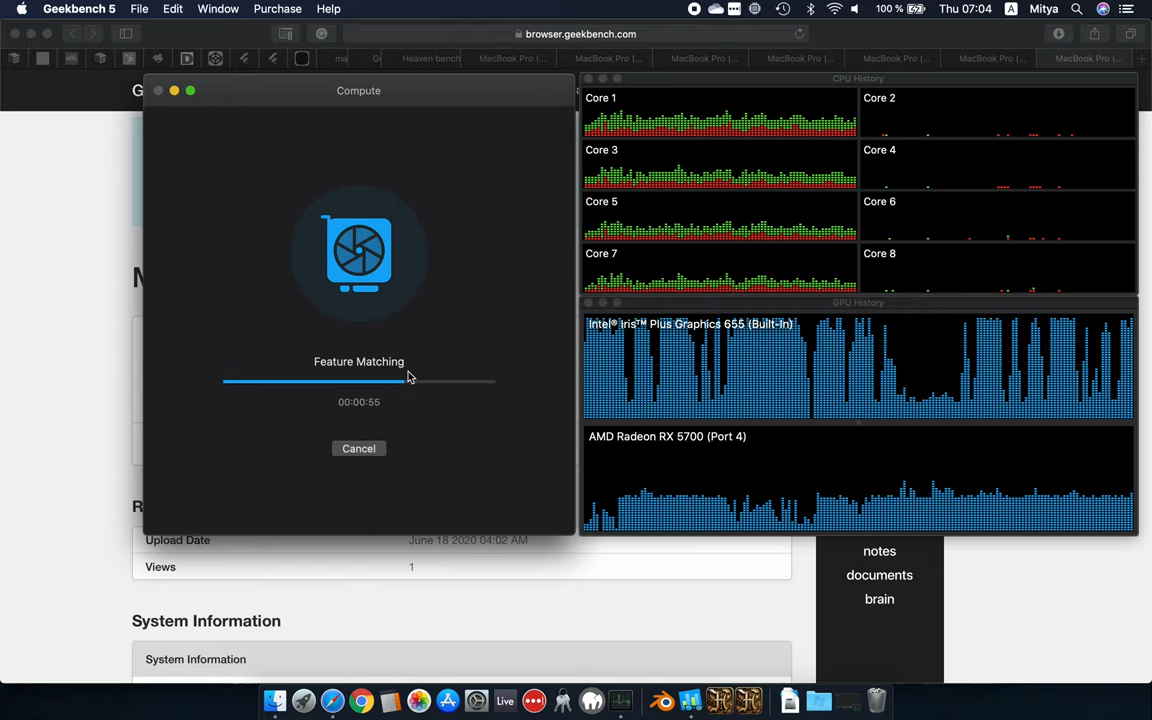 Geekbench 5 File Edit Window Purchase Help 100 % Thu 07:04 A Mitya
browser.geekbench.com
Heaven bench MacBook Pro (... MacBook Pro (... MacBook Pro (... MacBook Pro (... MacBook Pro (... MacBook Pro (... MacBook Pro (...
Compute
Feature Matching
00:00:55
Cancel
CPU History
Core 1 Core 2
Core 3 Core 4
Core 5 Core 6
Core 7 Core 8
GPU History
Intel® Iris™ Plus Graphics 655 (Built-In)
AMD Radeon RX 5700 (Port 4)
Upload Date June 18 2020 04:02 AM
Views 1
System Information
System Information
notes
documents
brain
Live